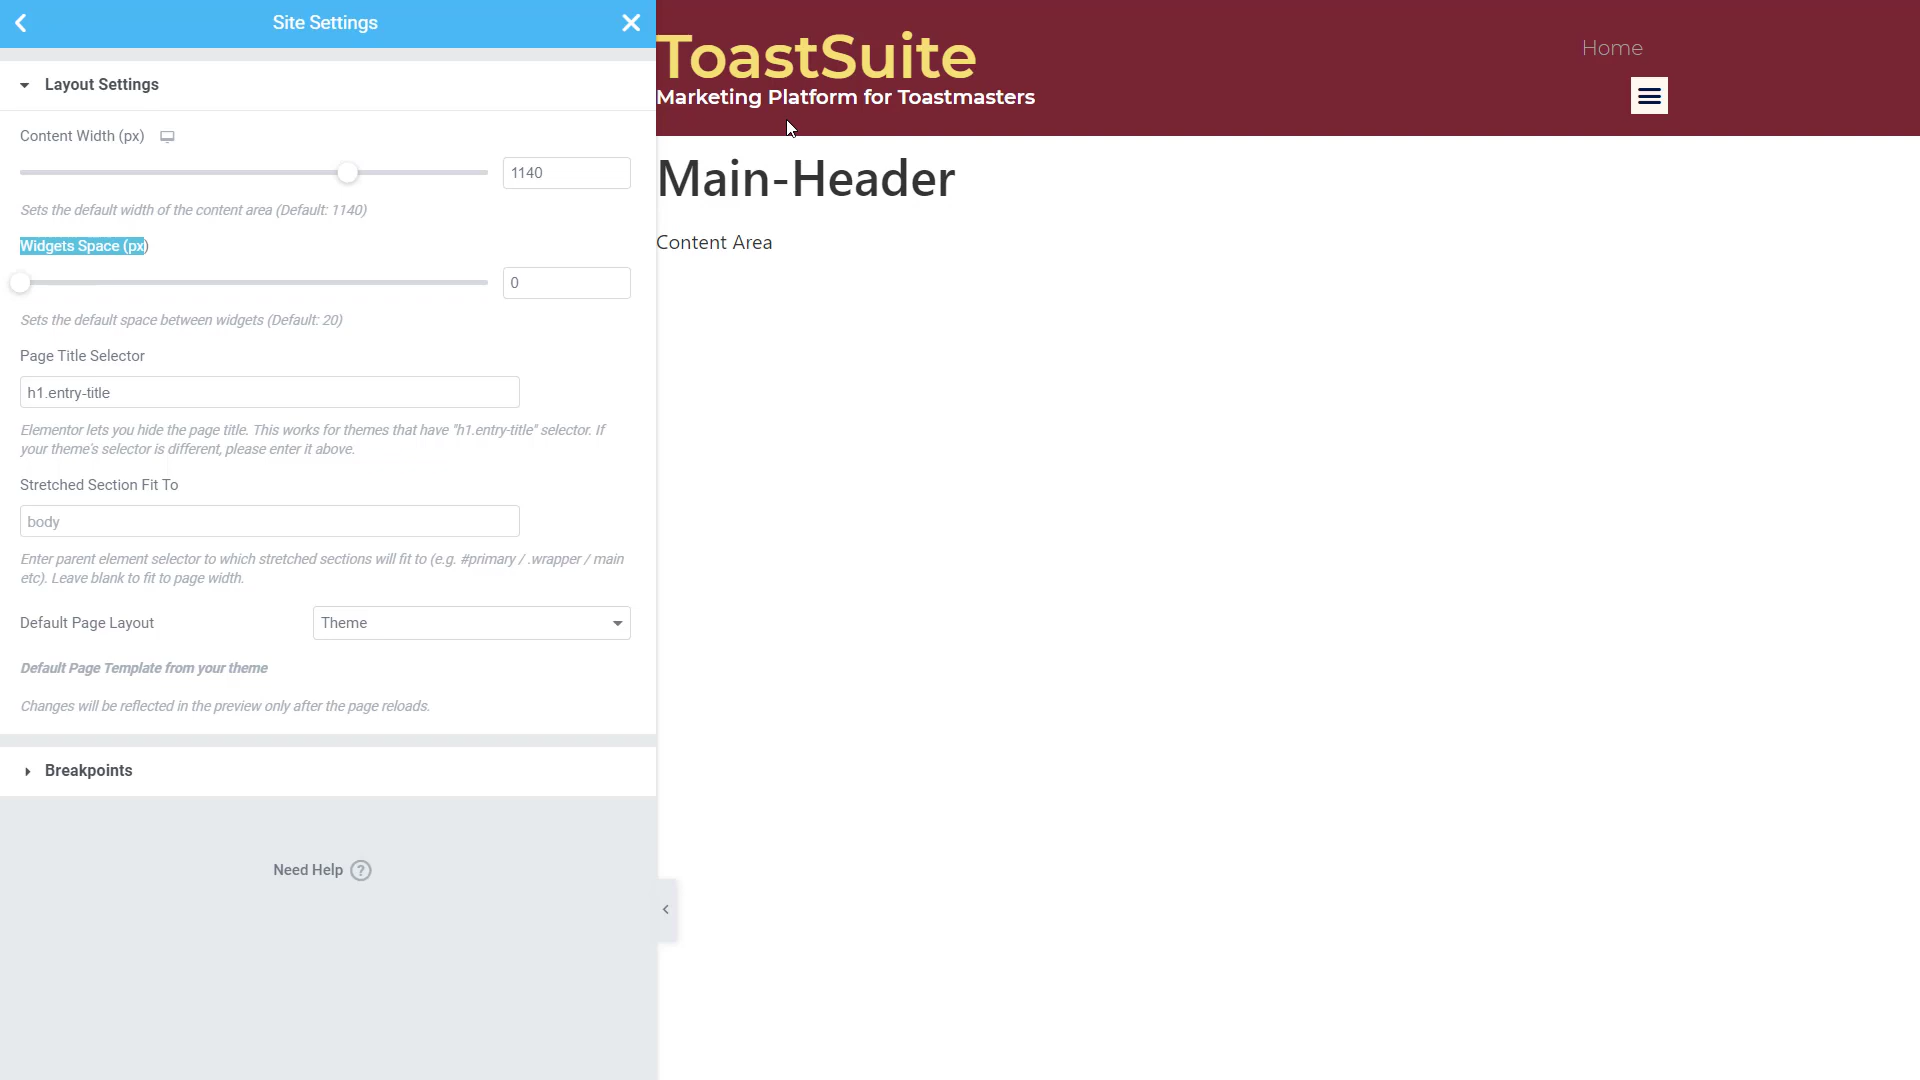 Site Settings
Layout Settings
Content Width (px)
1140
Sets the default width of the content area (Default: 1140)
Widgets Space (px)
0
Sets the default space between widgets (Default: 20)
Page Title Selector
h1.entry-title
Elementor lets you hide the page title. This works for themes that have "h1.entry-title" selector. If
your theme's selector is different, please enter it above.
Stretched Section Fit To
body
Enter parent element selector to which stretched sections will fit to (e.g. #primary / .wrapper / main
etc). Leave blank to fit to page width.
Default Page Layout
Theme
Default Page Template from your theme
Changes will be reflected in the preview only after the page reloads.
Breakpoints
Need Help ?
ToastSuite
Marketing Platform for Toastmasters
Home
Main-Header
Content Area